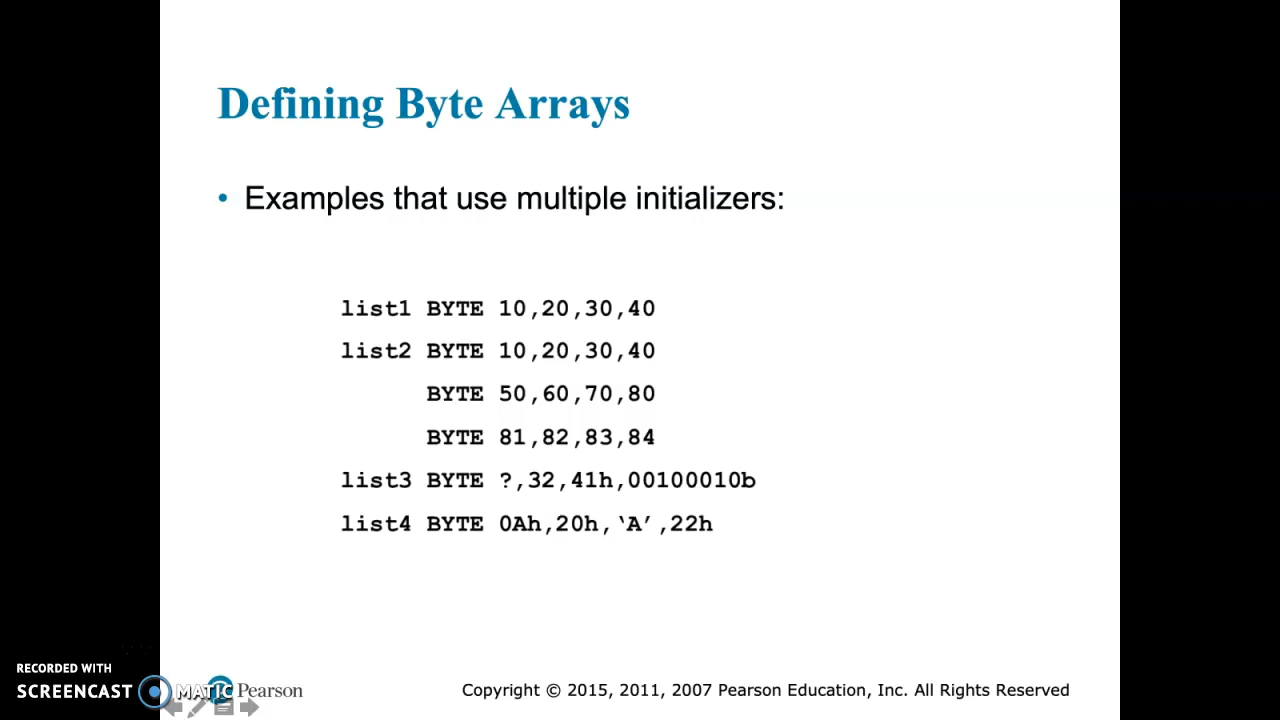 Defining Byte Arrays
• Examples that use multiple initializers:
list1 BYTE 10,20,30,40
list2 BYTE 10,20,30,40
BYTE 50,60,70,80
BYTE 81,82,83,84
list3 BYTE ?,32,41h,00100010b
list4 BYTE 0Ah,20h,‘A’,22h
RECORDED WITH
SCREENCAST MATIC
Pearson
Copyright © 2015, 2011, 2007 Pearson Education, Inc. All Rights Reserved